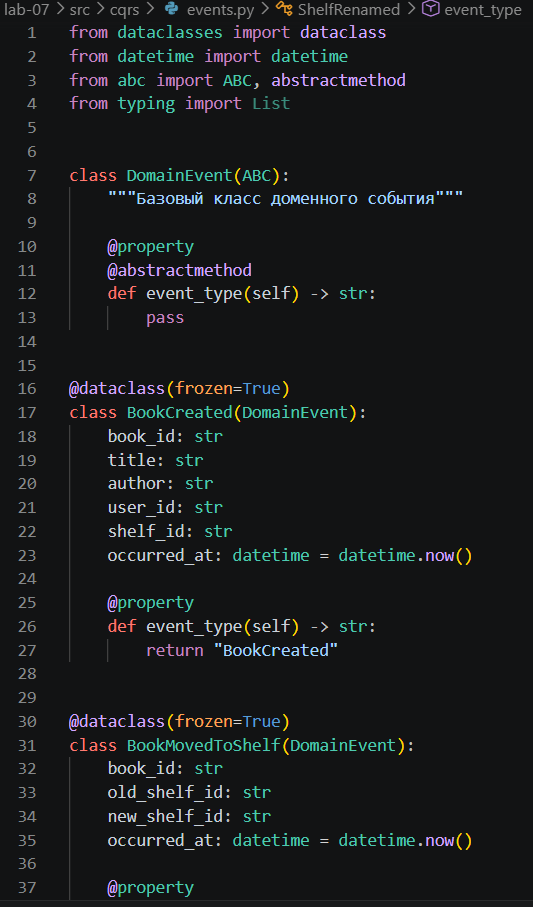 lab-07 > src > cqrs > events.py > ShelfRenamed > event_type
1 from dataclasses import dataclass
2 from datetime import datetime
3 from abc import ABC, abstractmethod
4 from typing import List
5
6
7 class DomainEvent(ABC):
8     """Базовый класс доменного события"""
9
10     @property
11     @abstractmethod
12     def event_type(self) -> str:
13         pass
14
15
16 @dataclass(frozen=True)
17 class BookCreated(DomainEvent):
18     book_id: str
19     title: str
20     author: str
21     user_id: str
22     shelf_id: str
23     occurred_at: datetime = datetime.now()
24
25     @property
26     def event_type(self) -> str:
27         return "BookCreated"
28
29
30 @dataclass(frozen=True)
31 class BookMovedToShelf(DomainEvent):
32     book_id: str
33     old_shelf_id: str
34     new_shelf_id: str
35     occurred_at: datetime = datetime.now()
36
37     @property